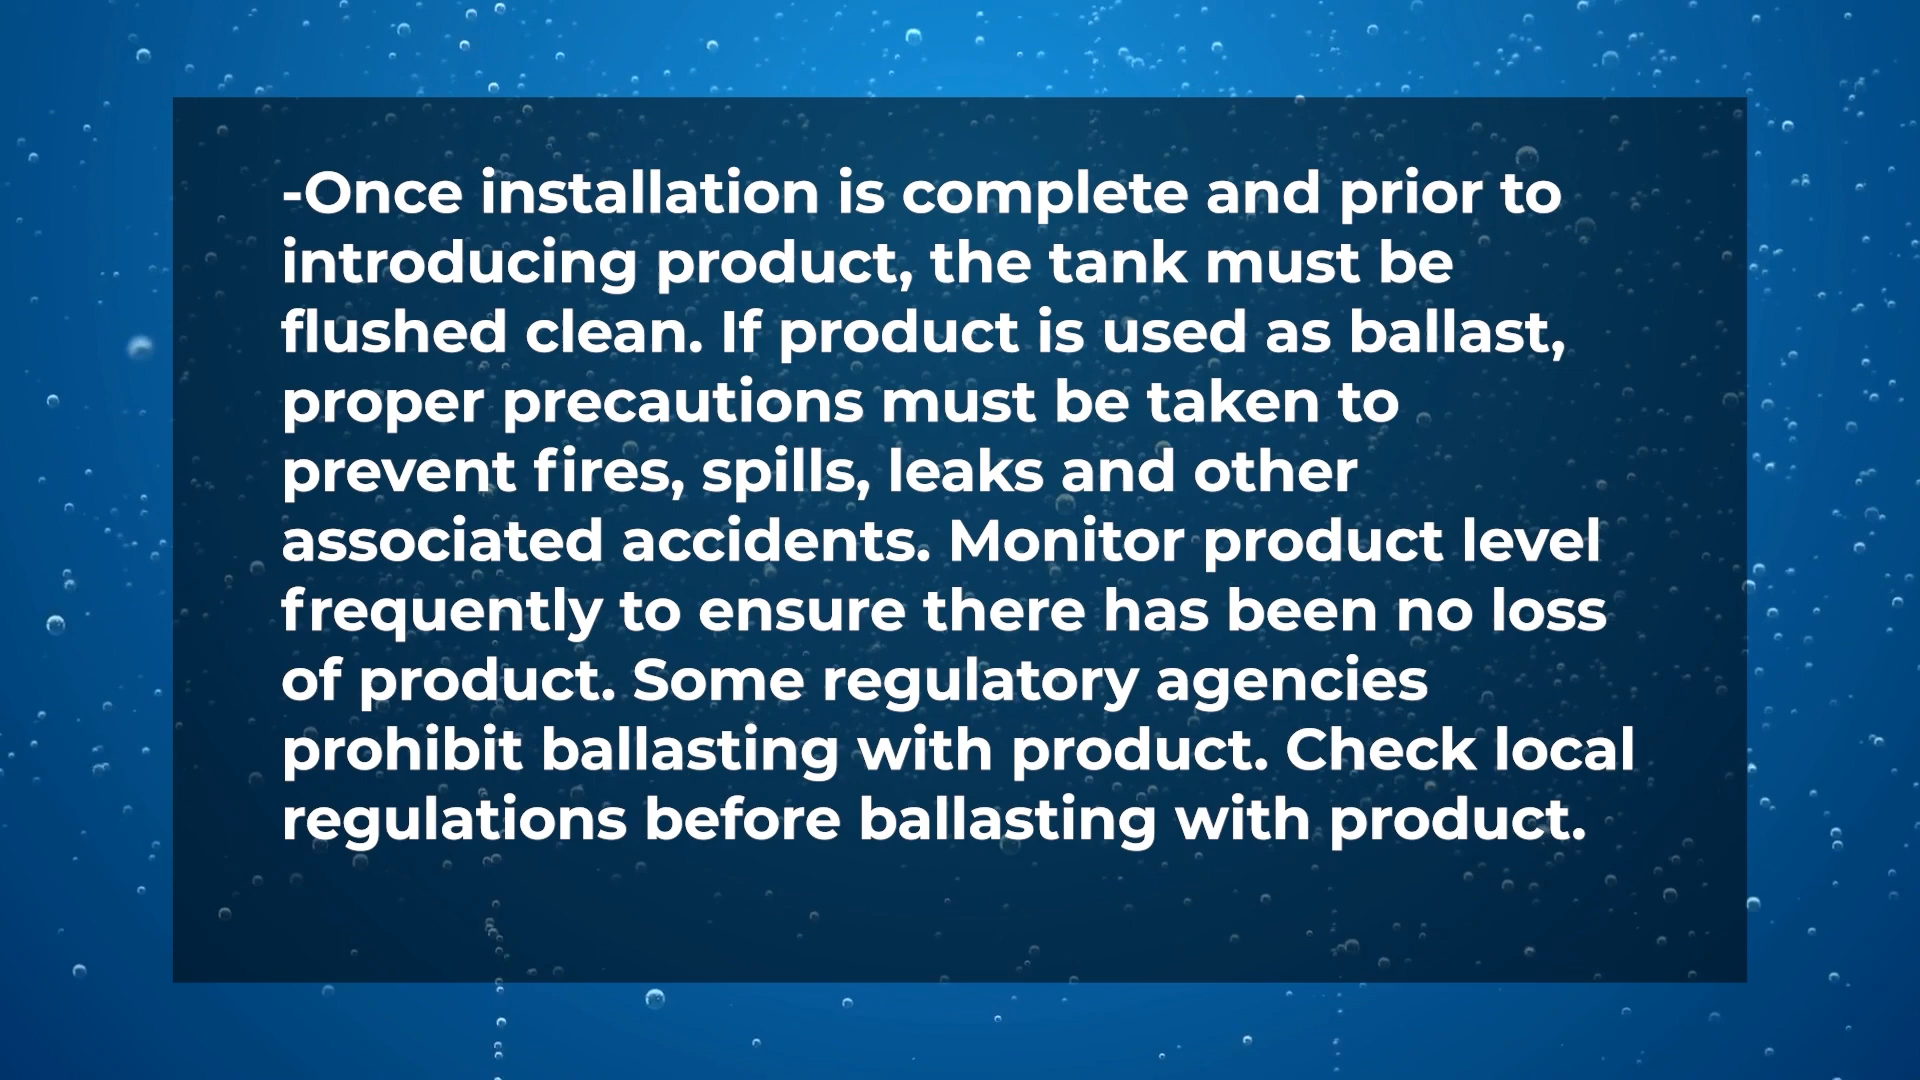 -Once installation is complete and prior to
introducing product, the tank must be
flushed clean. If product is used as ballast,
proper precautions must be taken to
prevent fires, spills, leaks and other
associated accidents. Monitor product level
frequently to ensure there has been no loss
of product. Some regulatory agencies
prohibit ballasting with product. Check local
regulations before ballasting with product.